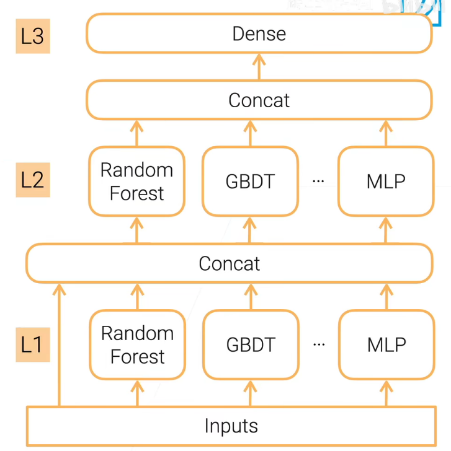 L3
Dense
Concat
L2
Random
Forest
GBDT
...
MLP
Concat
L1
Random
Forest
GBDT
...
MLP
Inputs